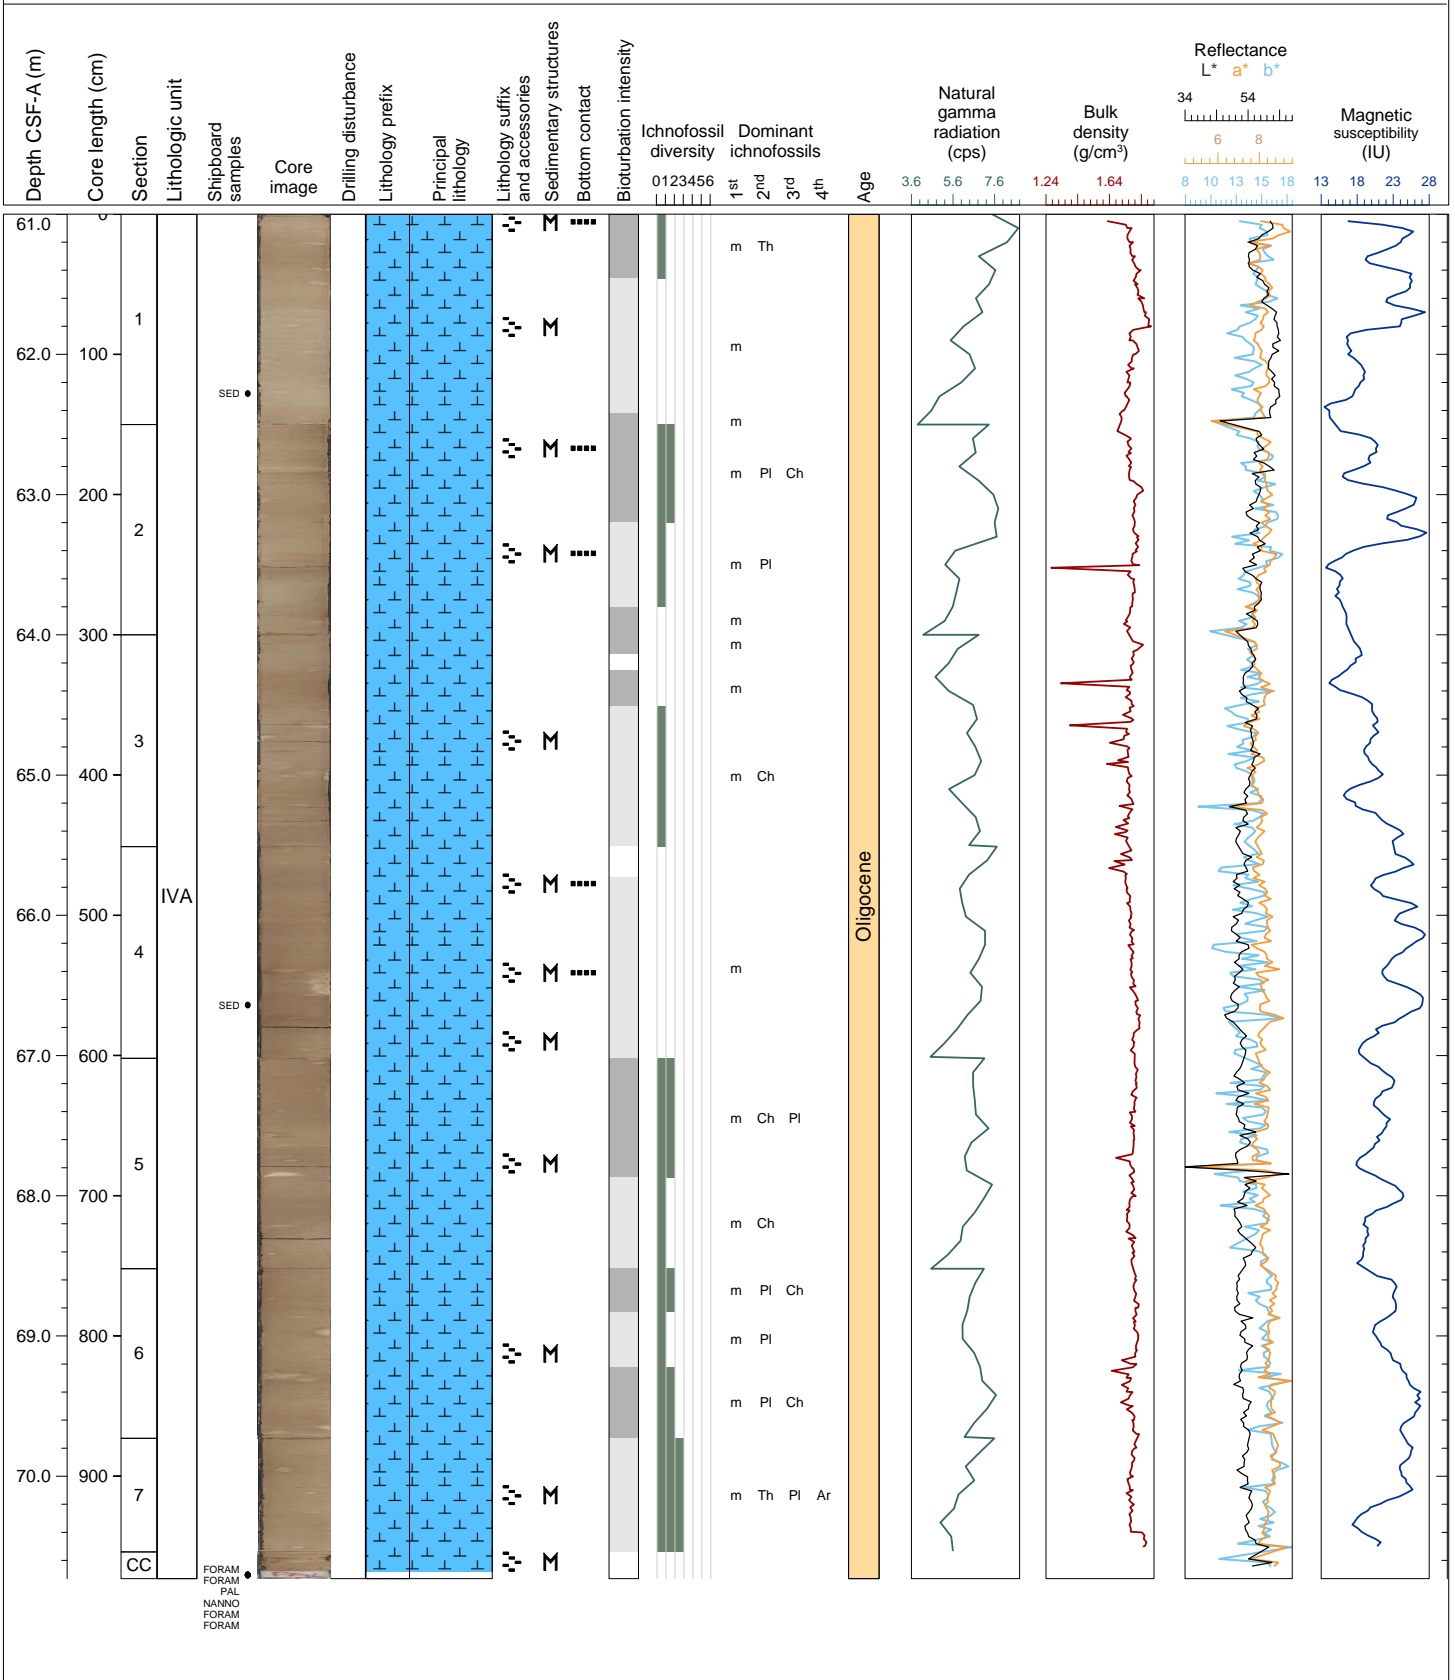 Depth CSF-A (m)
Core length (cm)
Section
Lithologic unit
Shipboard
samples
Core
image
Drilling disturbance
Lithology prefix
Principal
lithology
Lithology suffix
and accessories
Sedimentary structures
Bottom contact
Bioturbation intensity
Ichnofossil
diversity
0123456
Dominant
ichnofossils
1st 2nd 3rd 4th
Age
Natural
gamma
radiation
(cps)
3.6 5.6 7.6
Bulk
density
(g/cm³)
1.24 1.64
Reflectance
L* a* b*
34 54
6 8
8 10 13 15 18
Magnetic
susceptibility
(IU)
13 18 23 28
61.0 0
m Th
1
62.0 100
m
SED
m
m Pl Ch
63.0 200
2
m Pl
m
64.0 300
m
m
3
65.0 400
m Ch
IVA
Oligocene
66.0 500
4
m
SED
67.0 600
m Ch Pl
5
68.0 700
m Ch
m Pl Ch
69.0 800
m Pl
6
m Pl Ch
70.0 900
7
m Th Pl Ar
CC
FORAM
FORAM
PAL
NANNO
FORAM
FORAM